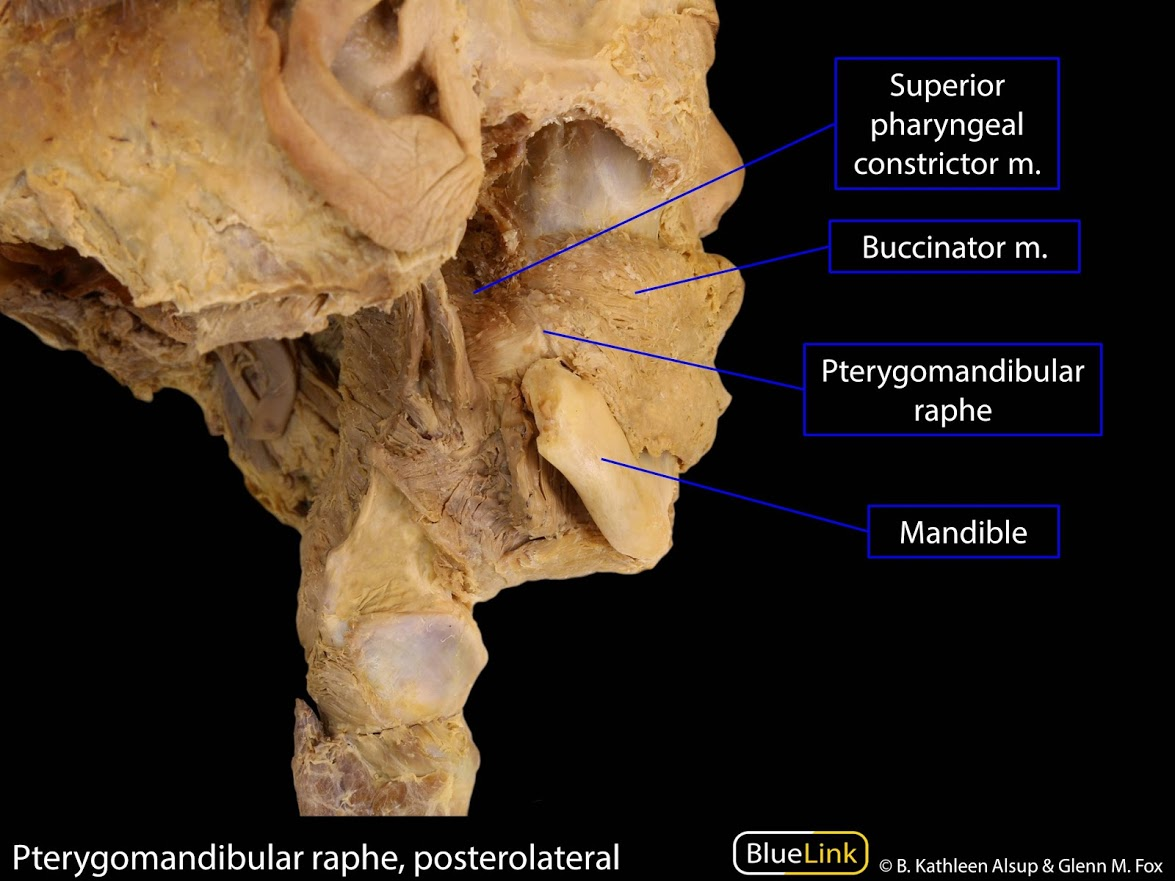 Superior
pharyngeal
constrictor m.
Buccinator m.
Pterygomandibular
raphe
Mandible
Pterygomandibular raphe, posterolateral
BlueLink
© B. Kathleen Alsup & Glenn M. Fox